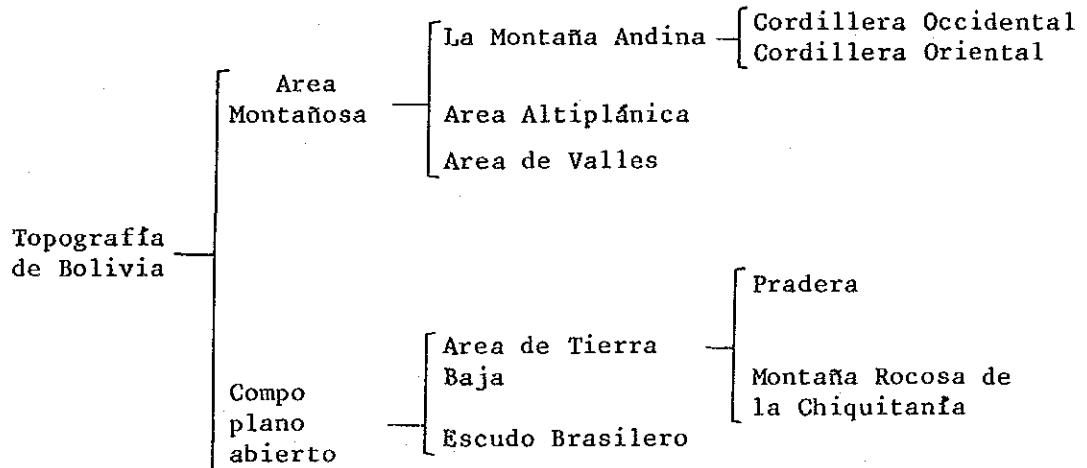 Topografía
de Bolivia
Area
Montañosa
La Montaña Andina
Cordillera Occidental
Cordillera Oriental
Area Altiplánica
Area de Valles
Compo
plano
abierto
Area de Tierra
Baja
Pradera
Montaña Rocosa de
la Chiquitanía
Escudo Brasilero